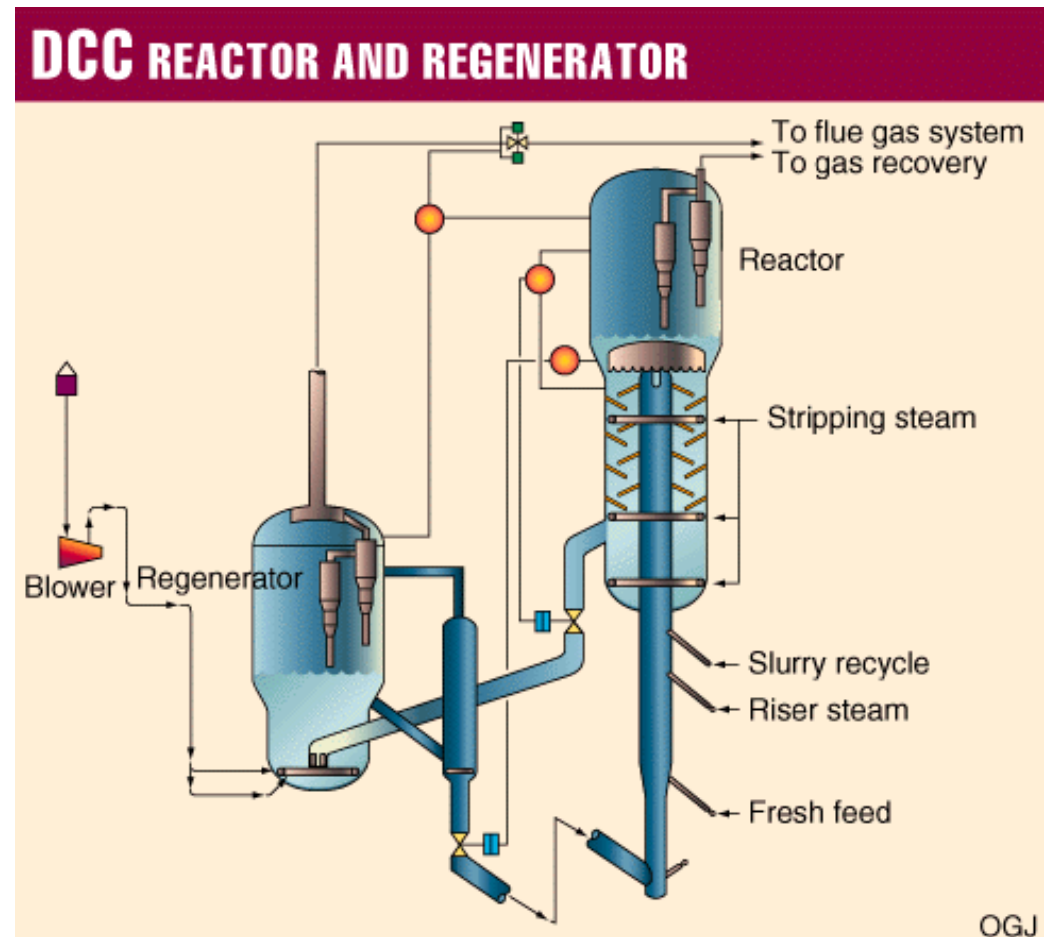 DCC REACTOR AND REGENERATOR
To flue gas system
To gas recovery
Reactor
Stripping steam
Blower
Regenerator
Slurry recycle
Riser steam
Fresh feed
OGJ